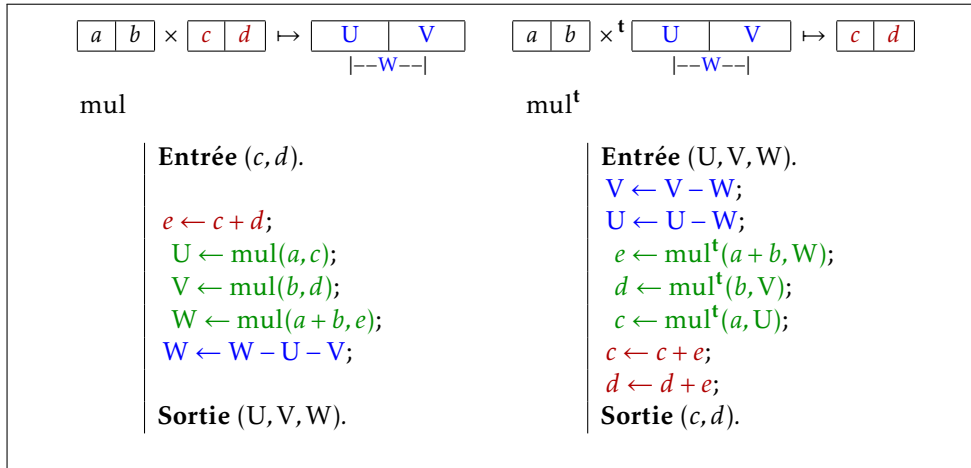 a b × c d ↦ U V
|−−W−−|
mul
Entrée (c,d).
e ← c + d;
U ← mul(a,c);
V ← mul(b,d);
W ← mul(a + b,e);
W ← W − U − V;
Sortie (U,V,W).
a b ×ᵗ U V ↦ c d
|−−W−−|
mulᵗ
Entrée (U,V,W).
V ← V − W;
U ← U − W;
e ← mulᵗ(a + b,W);
d ← mulᵗ(b,V);
c ← mulᵗ(a,U);
c ← c + e;
d ← d + e;
Sortie (c,d).